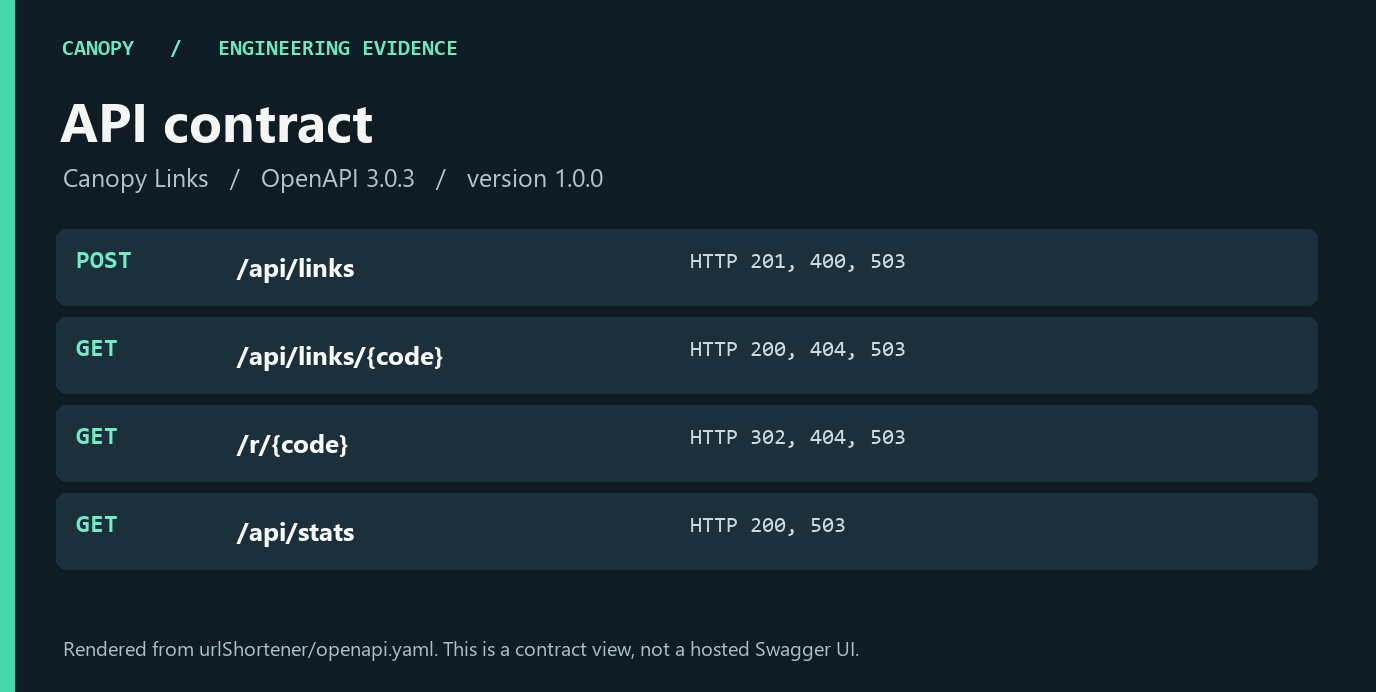 CANOPY / ENGINEERING EVIDENCE
API contract
Canopy Links / OpenAPI 3.0.3 / version 1.0.0
POST /api/links HTTP 201, 400, 503
GET /api/links/{code} HTTP 200, 404, 503
GET /r/{code} HTTP 302, 404, 503
GET /api/stats HTTP 200, 503
Rendered from urlShortener/openapi.yaml. This is a contract view, not a hosted Swagger UI.